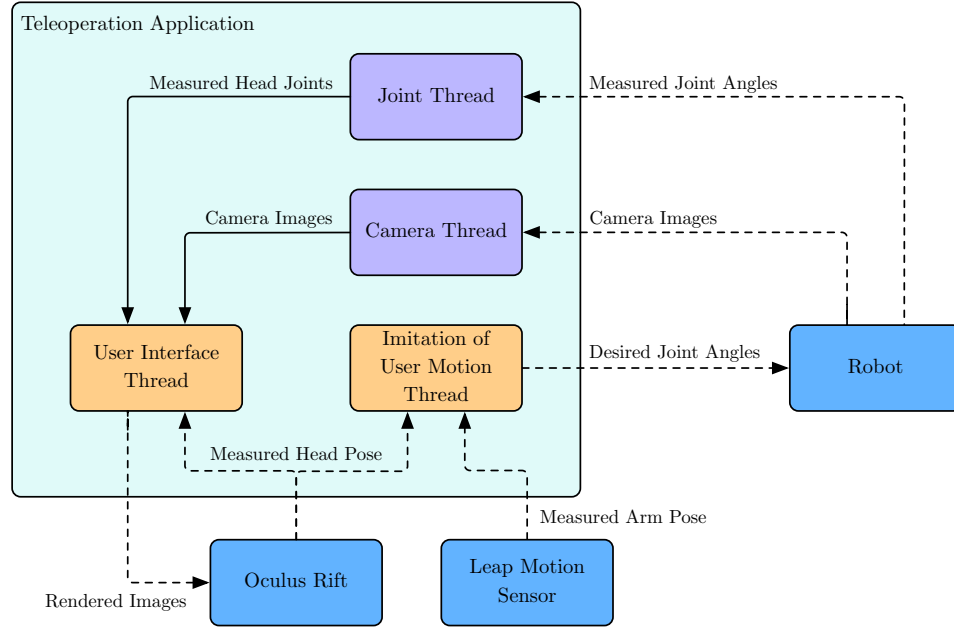 Teleoperation Application
Measured Head Joints
Joint Thread
Measured Joint Angles
Camera Images
Camera Thread
Camera Images
User Interface
Thread
Imitation of
User Motion
Thread
Desired Joint Angles
Robot
Measured Head Pose
Measured Arm Pose
Oculus Rift
Leap Motion
Sensor
Rendered Images